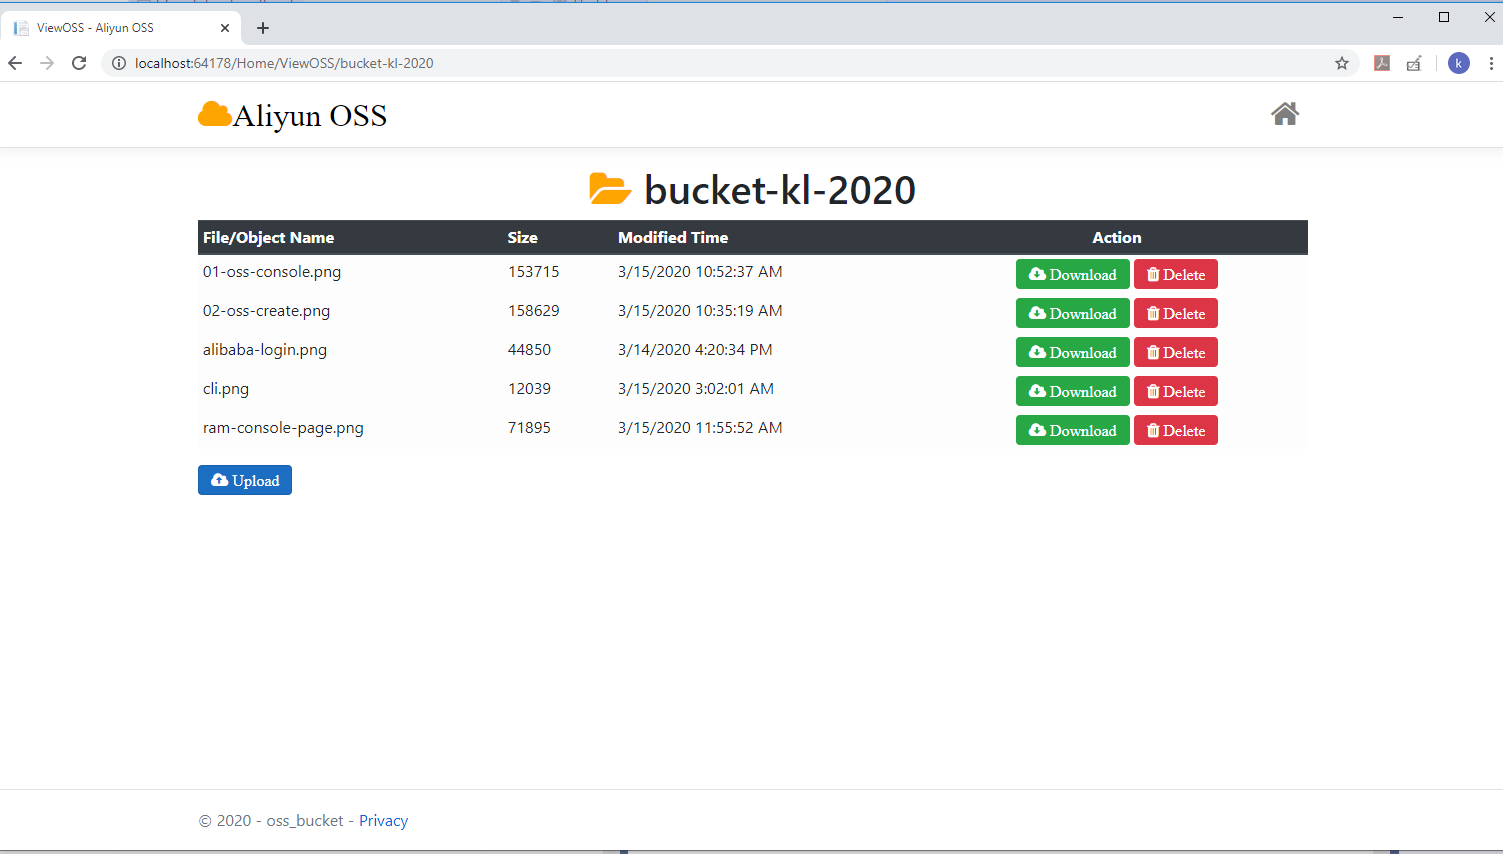 ViewOSS - Aliyun OSS
localhost:64178/Home/ViewOSS/bucket-kl-2020
k
Aliyun OSS
bucket-kl-2020
File/Object Name Size Modified Time Action
01-oss-console.png 153715 3/15/2020 10:52:37 AM Download Delete
02-oss-create.png 158629 3/15/2020 10:35:19 AM Download Delete
alibaba-login.png 44850 3/14/2020 4:20:34 PM Download Delete
cli.png 12039 3/15/2020 3:02:01 AM Download Delete
ram-console-page.png 71895 3/15/2020 11:55:52 AM Download Delete
Upload
© 2020 - oss_bucket - Privacy